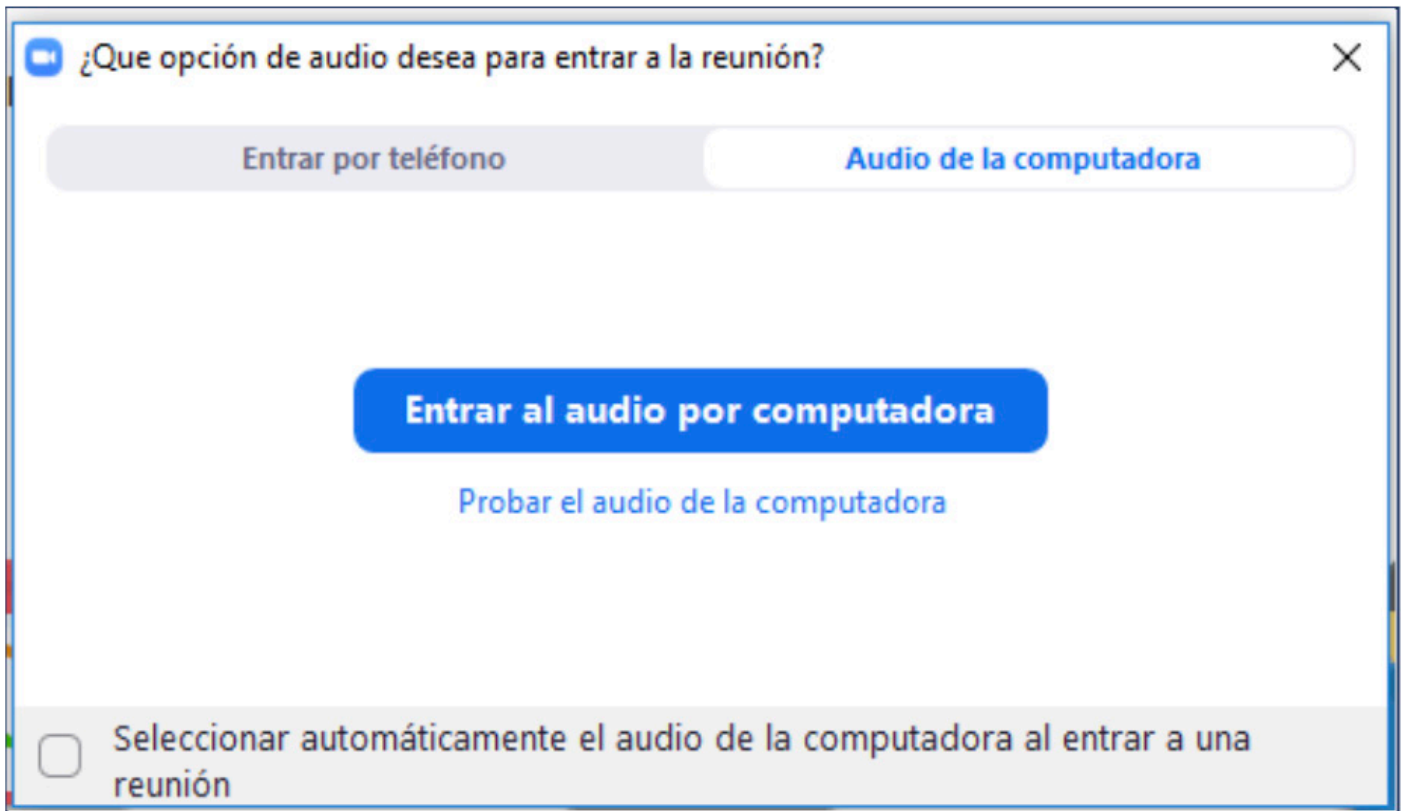 ¿Que opción de audio desea para entrar a la reunión?
Entrar por teléfono
Audio de la computadora
Entrar al audio por computadora
Probar el audio de la computadora
Seleccionar automáticamente el audio de la computadora al entrar a una
reunión